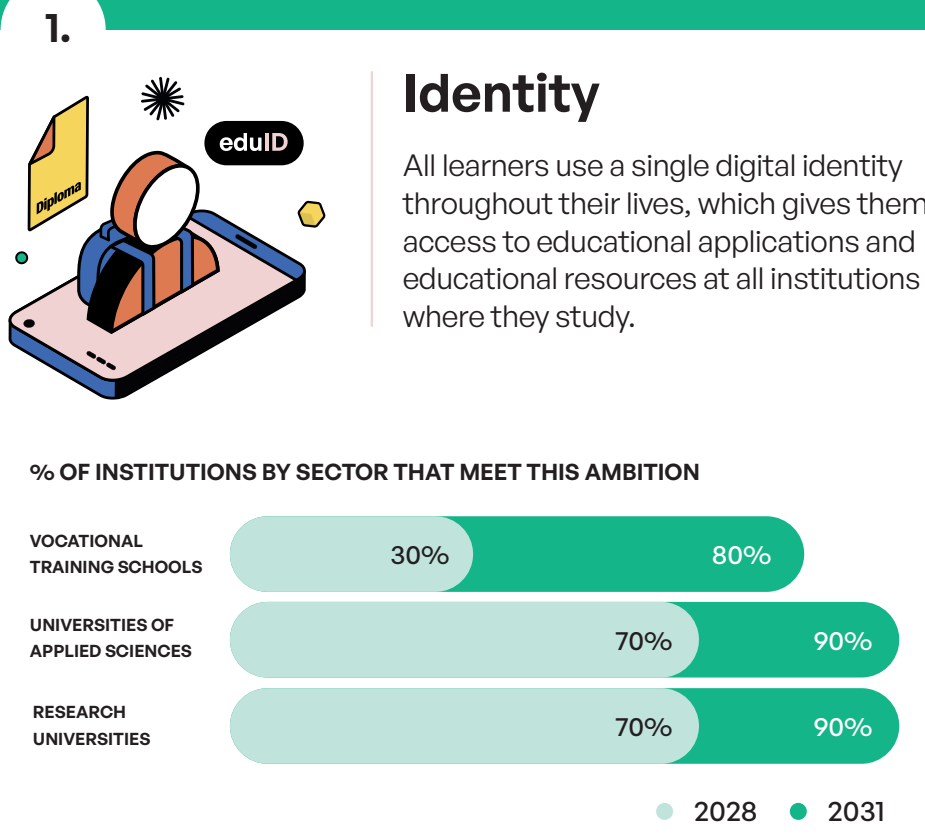 1.
Diploma
eduID
Identity
All learners use a single digital identity
throughout their lives, which gives them
access to educational applications and
educational resources at all institutions
where they study.
% OF INSTITUTIONS BY SECTOR THAT MEET THIS AMBITION
VOCATIONAL
TRAINING SCHOOLS
30% 80%
UNIVERSITIES OF
APPLIED SCIENCES
70% 90%
RESEARCH
UNIVERSITIES
70% 90%
2028 2031